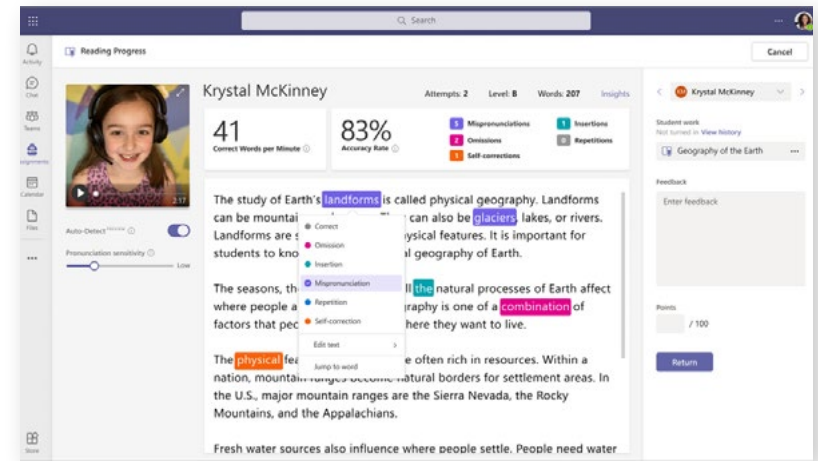 Search
Reading Progress
Cancel
Activity
Chat
Teams
Assignments
Calendar
Files
Store
2:17
Auto-Detect
Pronunciation sensitivity
Low
Krystal McKinney
Attempts: 2 Level: B Words: 207 Insights
41
Correct Words per Minute
83%
Accuracy Rate
5 Mispronunciations
2 Omissions
1 Self-corrections
1 Insertions
0 Repetitions
The study of Earth's landforms is called physical geography. Landforms
can be mountai can also be glaciers, lakes, or rivers.
Landforms are s ysical features. It is important for
students to kno al geography of Earth.
The seasons, th ll the natural processes of Earth affect
where people a raphy is one of a combination of
factors that peo here they want to live.
The physical fea e often rich in resources. Within a
nation, mountain ranges become natural borders for settlement areas. In
the U.S., major mountain ranges are the Sierra Nevada, the Rocky
Mountains, and the Appalachians.
Fresh water sources also influence where people settle. People need water
Correct
Omission
Insertion
Mispronunciation
Repetition
Self-correction
Edit text
Jump to word
KM Krystal McKinney
Student work
Not turned in View history
Geography of the Earth
Feedback
Enter feedback
Points
/ 100
Return